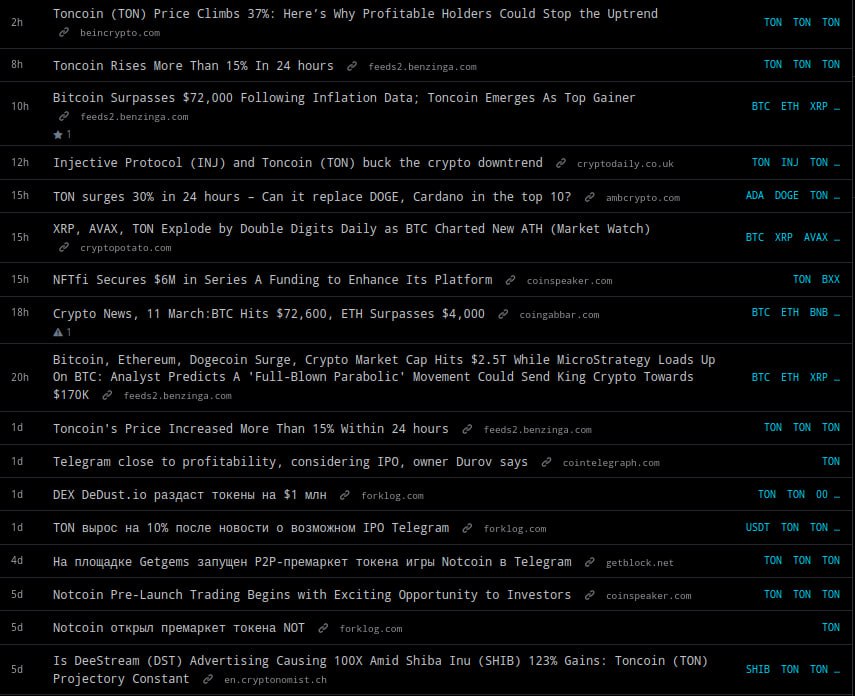 2h
Toncoin (TON) Price Climbs 37%: Here's Why Profitable Holders Could Stop the Uptrend
beincrypto.com
TON TON TON
8h
Toncoin Rises More Than 15% In 24 hours feeds2.benzinga.com
TON TON TON
10h
Bitcoin Surpasses $72,000 Following Inflation Data; Toncoin Emerges As Top Gainer
feeds2.benzinga.com
★ 1
BTC ETH XRP …
12h
Injective Protocol (INJ) and Toncoin (TON) buck the crypto downtrend cryptodaily.co.uk
TON INJ TON …
15h
TON surges 30% in 24 hours – Can it replace DOGE, Cardano in the top 10? ambcrypto.com
ADA DOGE TON …
15h
XRP, AVAX, TON Explode by Double Digits Daily as BTC Charted New ATH (Market Watch)
cryptopotato.com
BTC XRP AVAX …
15h
NFTfi Secures $6M in Series A Funding to Enhance Its Platform coinspeaker.com
TON BXX
18h
Crypto News, 11 March:BTC Hits $72,600, ETH Surpasses $4,000 coingabbar.com
1
BTC ETH BNB …
20h
Bitcoin, Ethereum, Dogecoin Surge, Crypto Market Cap Hits $2.5T While MicroStrategy Loads Up
On BTC: Analyst Predicts A 'Full-Blown Parabolic' Movement Could Send King Crypto Towards
$170K feeds2.benzinga.com
BTC ETH XRP …
1d
Toncoin's Price Increased More Than 15% Within 24 hours feeds2.benzinga.com
TON TON TON
1d
Telegram close to profitability, considering IPO, owner Durov says cointelegraph.com
TON
1d
DEX DeDust.io раздаст токены на $1 млн forklog.com
TON TON OO …
1d
TON вырос на 10% после новости о возможном IPO Telegram forklog.com
USDT TON TON …
4d
На площадке Getgems запущен P2P-премаркет токена игры Notcoin в Telegram getblock.net
TON TON TON
5d
Notcoin Pre-Launch Trading Begins with Exciting Opportunity to Investors coinspeaker.com
TON TON TON
5d
Notcoin открыл премаркет токена NOT forklog.com
TON
5d
Is DeeStream (DST) Advertising Causing 100X Amid Shiba Inu (SHIB) 123% Gains: Toncoin (TON)
Projectory Constant en.cryptonomist.ch
SHIB TON TON …